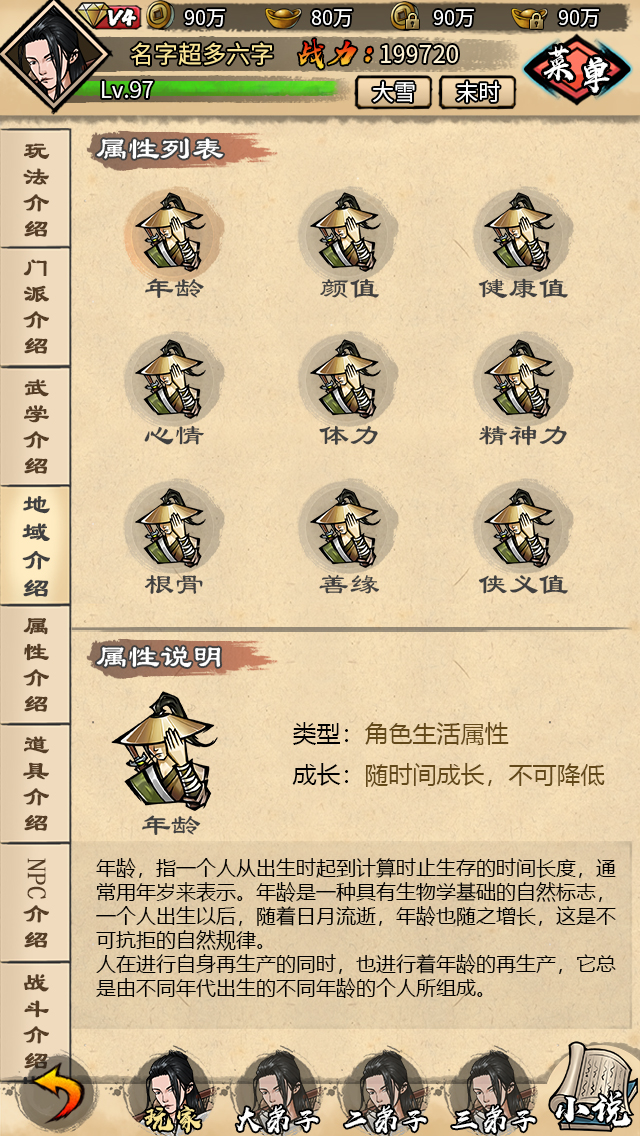 V4 90万 80万 90万 90万
名字超多六字 战力：199720
菜单
Lv.97
大雪 末时
属性列表
玩法介绍
门派介绍
武学介绍
地域介绍
属性介绍
道具介绍
NPC介绍
战斗介绍
年龄 颜值 健康值
心情 体力 精神力
根骨 善缘 侠义值
属性说明
类型：角色生活属性
成长：随时间成长，不可降低
年龄
年龄，指一个人从出生时起到计算时止生存的时间长度，通
常用年岁来表示。年龄是一种具有生物学基础的自然标志，
一个人出生以后，随着日月流逝，年龄也随之增长，这是不
可抗拒的自然规律。
人在进行自身再生产的同时，也进行着年龄的再生产，它总
是由不同年代出生的不同年龄的个人所组成。
玩家 大弟子 二弟子 三弟子 小说